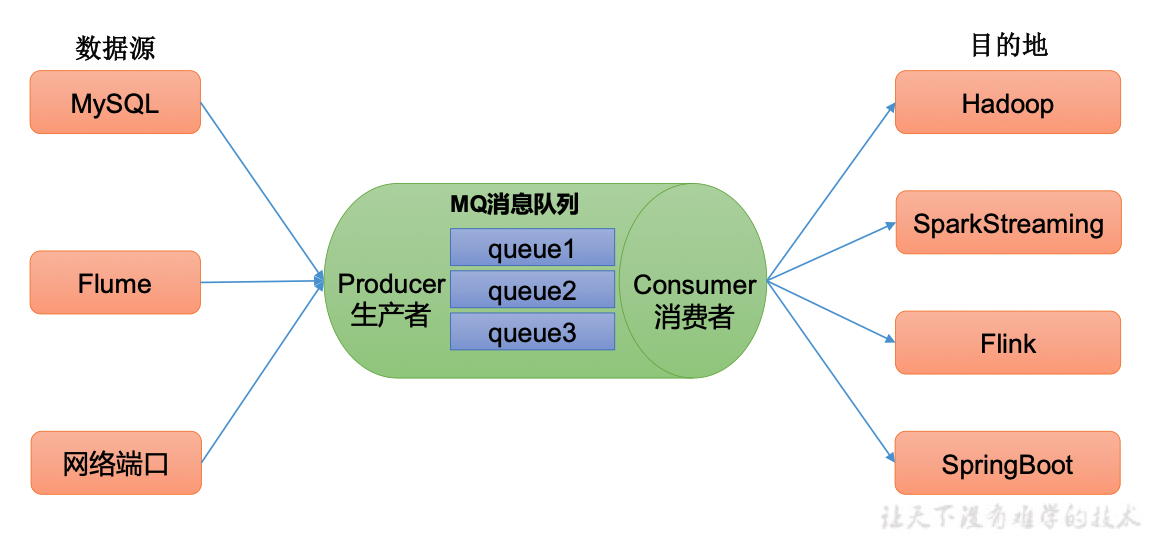 数据源
MySQL
Flume
网络端口
MQ消息队列
queue1
queue2
queue3
Producer
生产者
Consumer
消费者
目的地
Hadoop
SparkStreaming
Flink
SpringBoot
让天下没有难学的技术